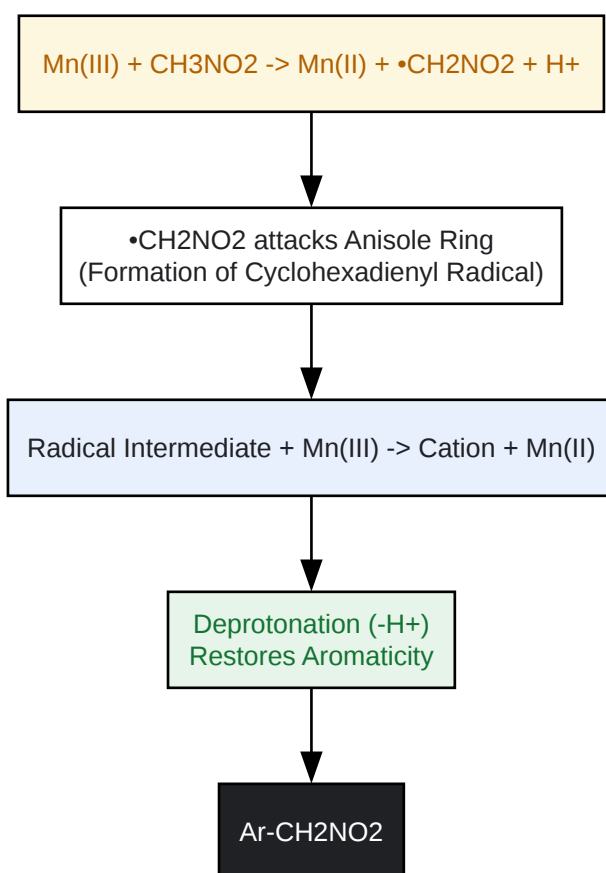 Mn(III) + CH3NO2 -> Mn(II) + •CH2NO2 + H+
•CH2NO2 attacks Anisole Ring
(Formation of Cyclohexadienyl Radical)
Radical Intermediate + Mn(III) -> Cation + Mn(II)
Deprotonation (-H+)
Restores Aromaticity
Ar-CH2NO2